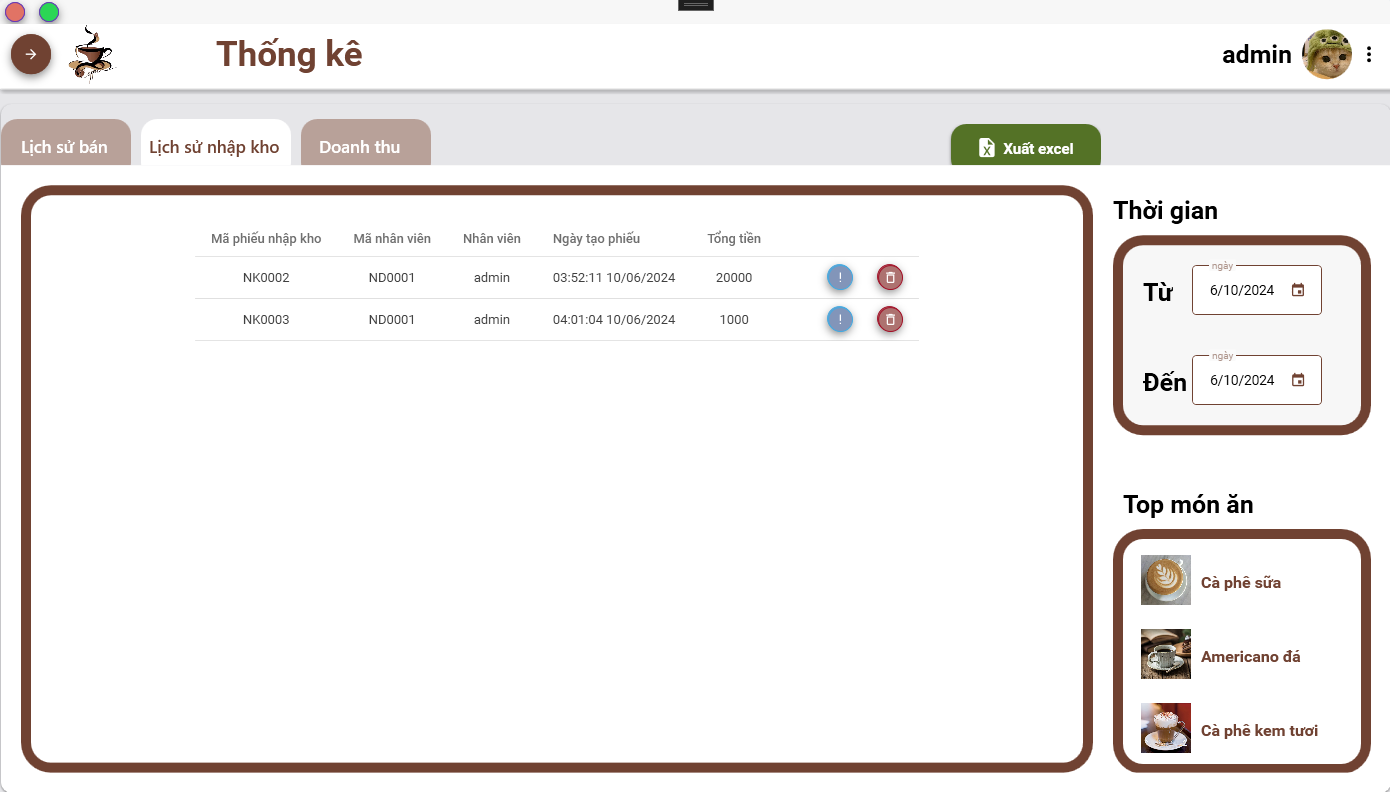 Thống kê
admin
Lịch sử bán
Lịch sử nhập kho
Doanh thu
Xuất excel
Mã phiếu nhập kho Mã nhân viên Nhân viên Ngày tạo phiếu Tổng tiền
NK0002 ND0001 admin 03:52:11 10/06/2024 20000
NK0003 ND0001 admin 04:01:04 10/06/2024 1000
Thời gian
ngày
Từ 6/10/2024
ngày
Đến 6/10/2024
Top món ăn
Cà phê sữa
Americano đá
Cà phê kem tươi